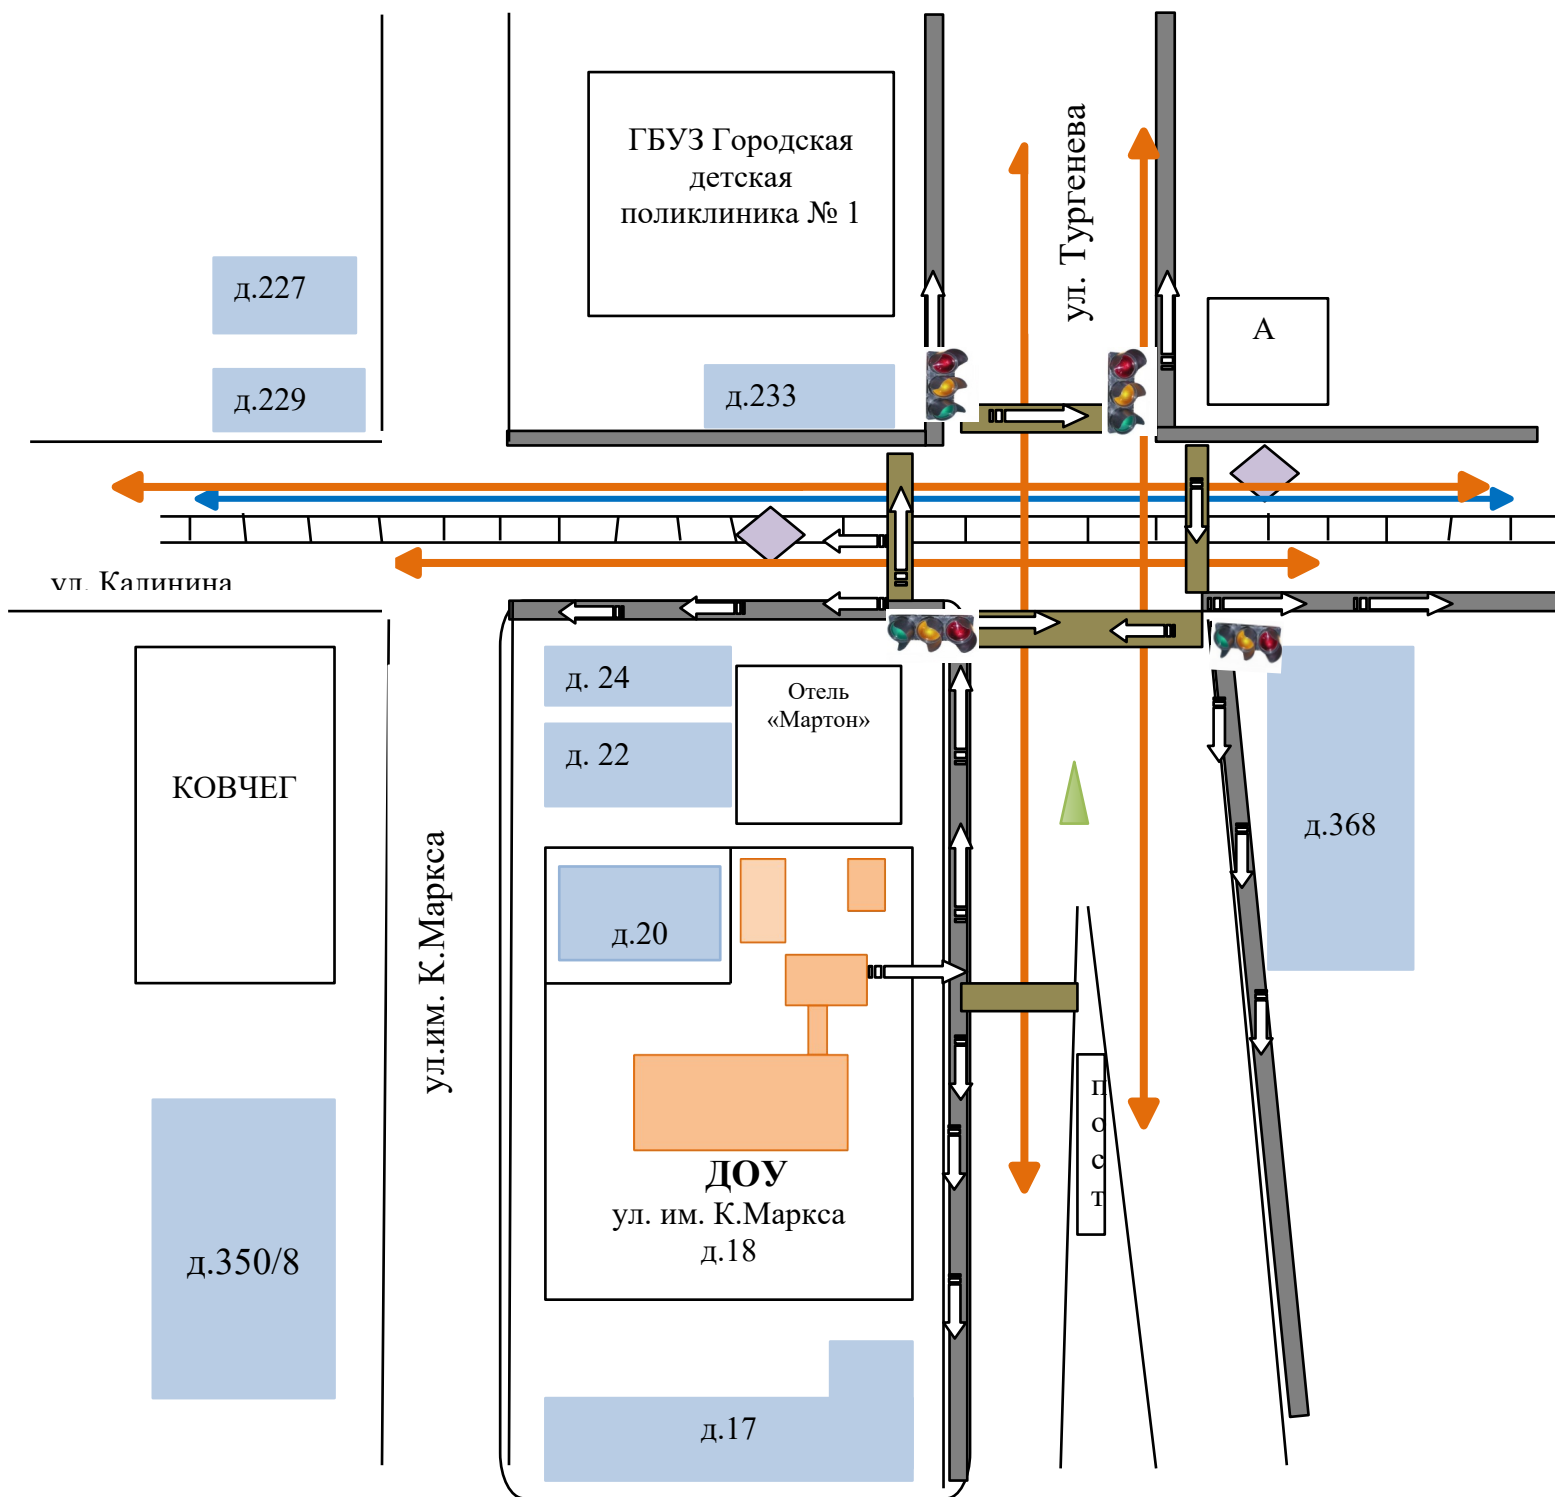 ГБУЗ Городская
детская
поликлиника № 1
ул. Тургенева
д.227
А
д.229
д.233
ул. Калинина
д. 24
Отель
«Мартон»
д. 22
КОВЧЕГ
д.368
ул.им. К.Маркса
д.20
п
о
с
т
ДОУ
ул. им. К.Маркса
д.18
д.350/8
д.17